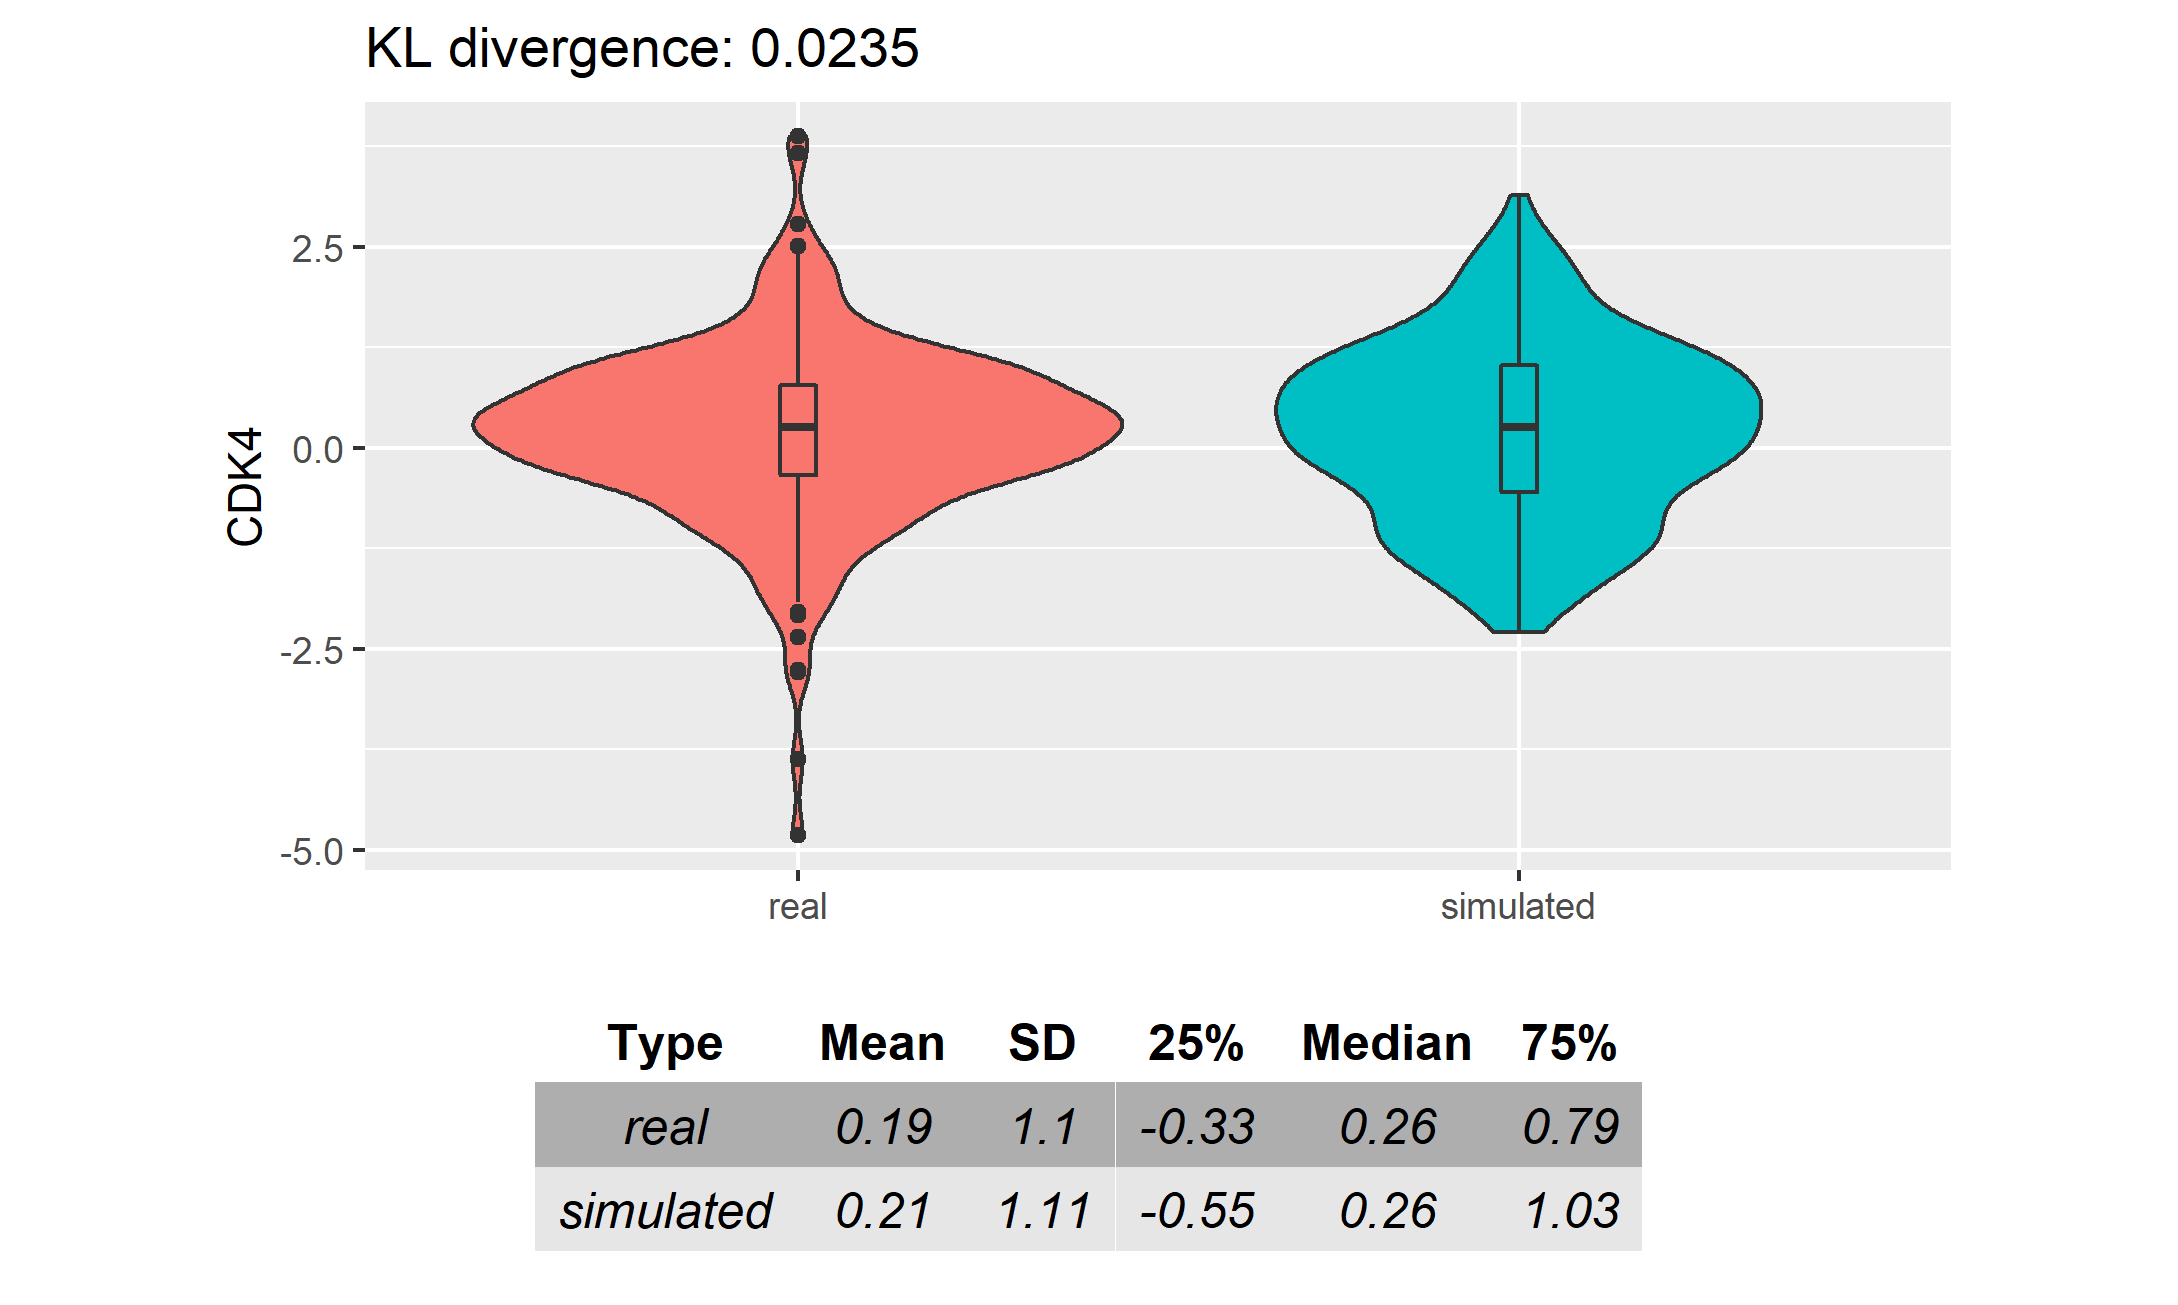 KL divergence: 0.0235
CDK4
2.5
0.0
-2.5
-5.0
real simulated
Type Mean SD 25% Median 75%
real 0.19 1.1 -0.33 0.26 0.79
simulated 0.21 1.11 -0.55 0.26 1.03